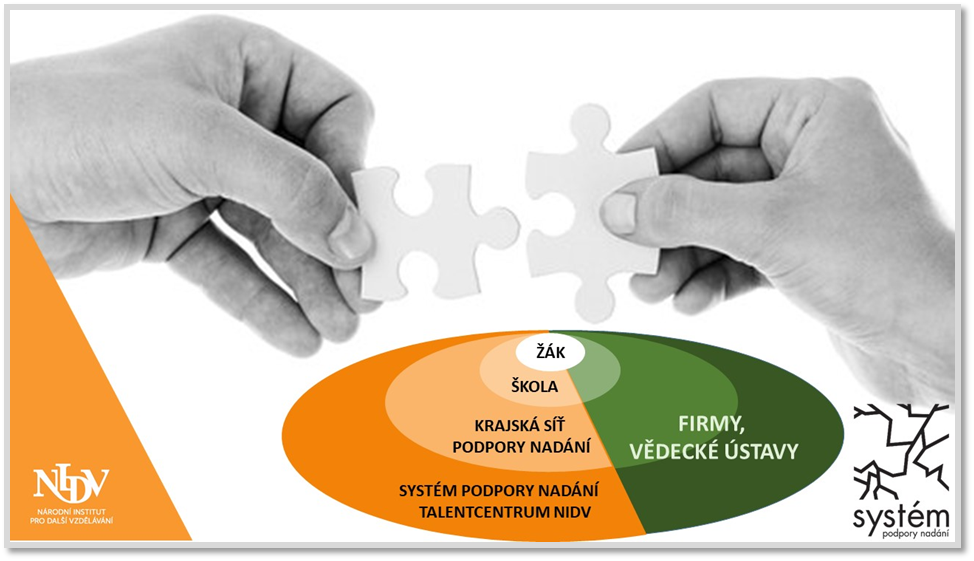 ŽÁK
ŠKOLA
KRAJSKÁ SÍŤ
PODPORY NADÁNÍ
FIRMY,
VĚDECKÉ ÚSTAVY
SYSTÉM PODPORY NADÁNÍ
TALENTCENTRUM NIDV
NIDV
NÁRODNÍ INSTITUT
PRO DALŠÍ VZDĚLÁVÁNÍ
systém
podpory nadání